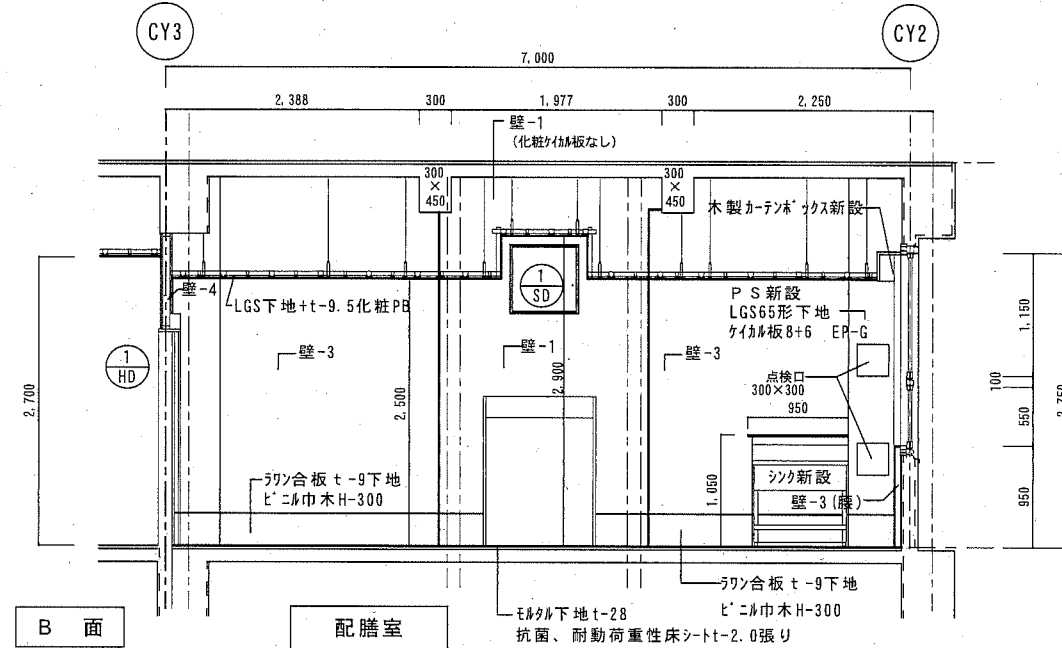 CY3
CY2
7,000
2,388
300
1,977
300
2,250
壁-1
(化粧ケイカル板なし)
300
×
450
300
×
450
木製カーテンボックス新設
1
SD
壁-4
LGS下地+t-9.5化粧PB
PS新設
LGS65形下地
ケイカル板8+6 EP-G
1
HD
壁-3
壁-1
壁-3
点検口
300×300
950
2,700
2,500
2,900
1,150
100
550
950
1,050
ラワン合板 t-9下地
ビニル巾木H-300
シンク新設
壁-3(腰)
ラワン合板 t-9下地
ビニル巾木H-300
モルタル下地t-28
抗菌、耐動荷重性床シートt-2.0張り
B 面
配膳室